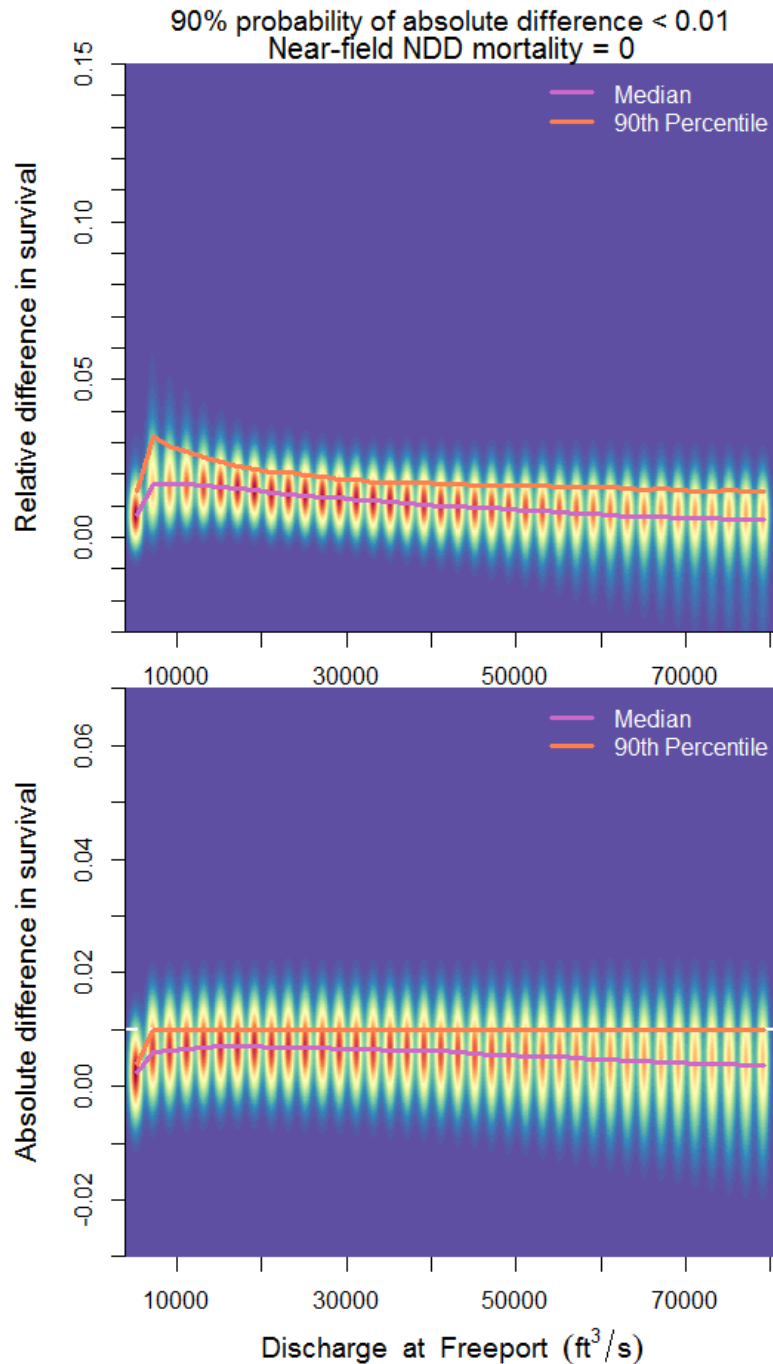 90% probability of absolute difference < 0.01
Near-field NDD mortality = 0
Median
90th Percentile
Relative difference in survival
0.15
0.10
0.05
0.00
10000 30000 50000 70000
Median
90th Percentile
Absolute difference in survival
0.06
0.04
0.02
0.00
-0.02
10000 30000 50000 70000
Discharge at Freeport (ft³/s)